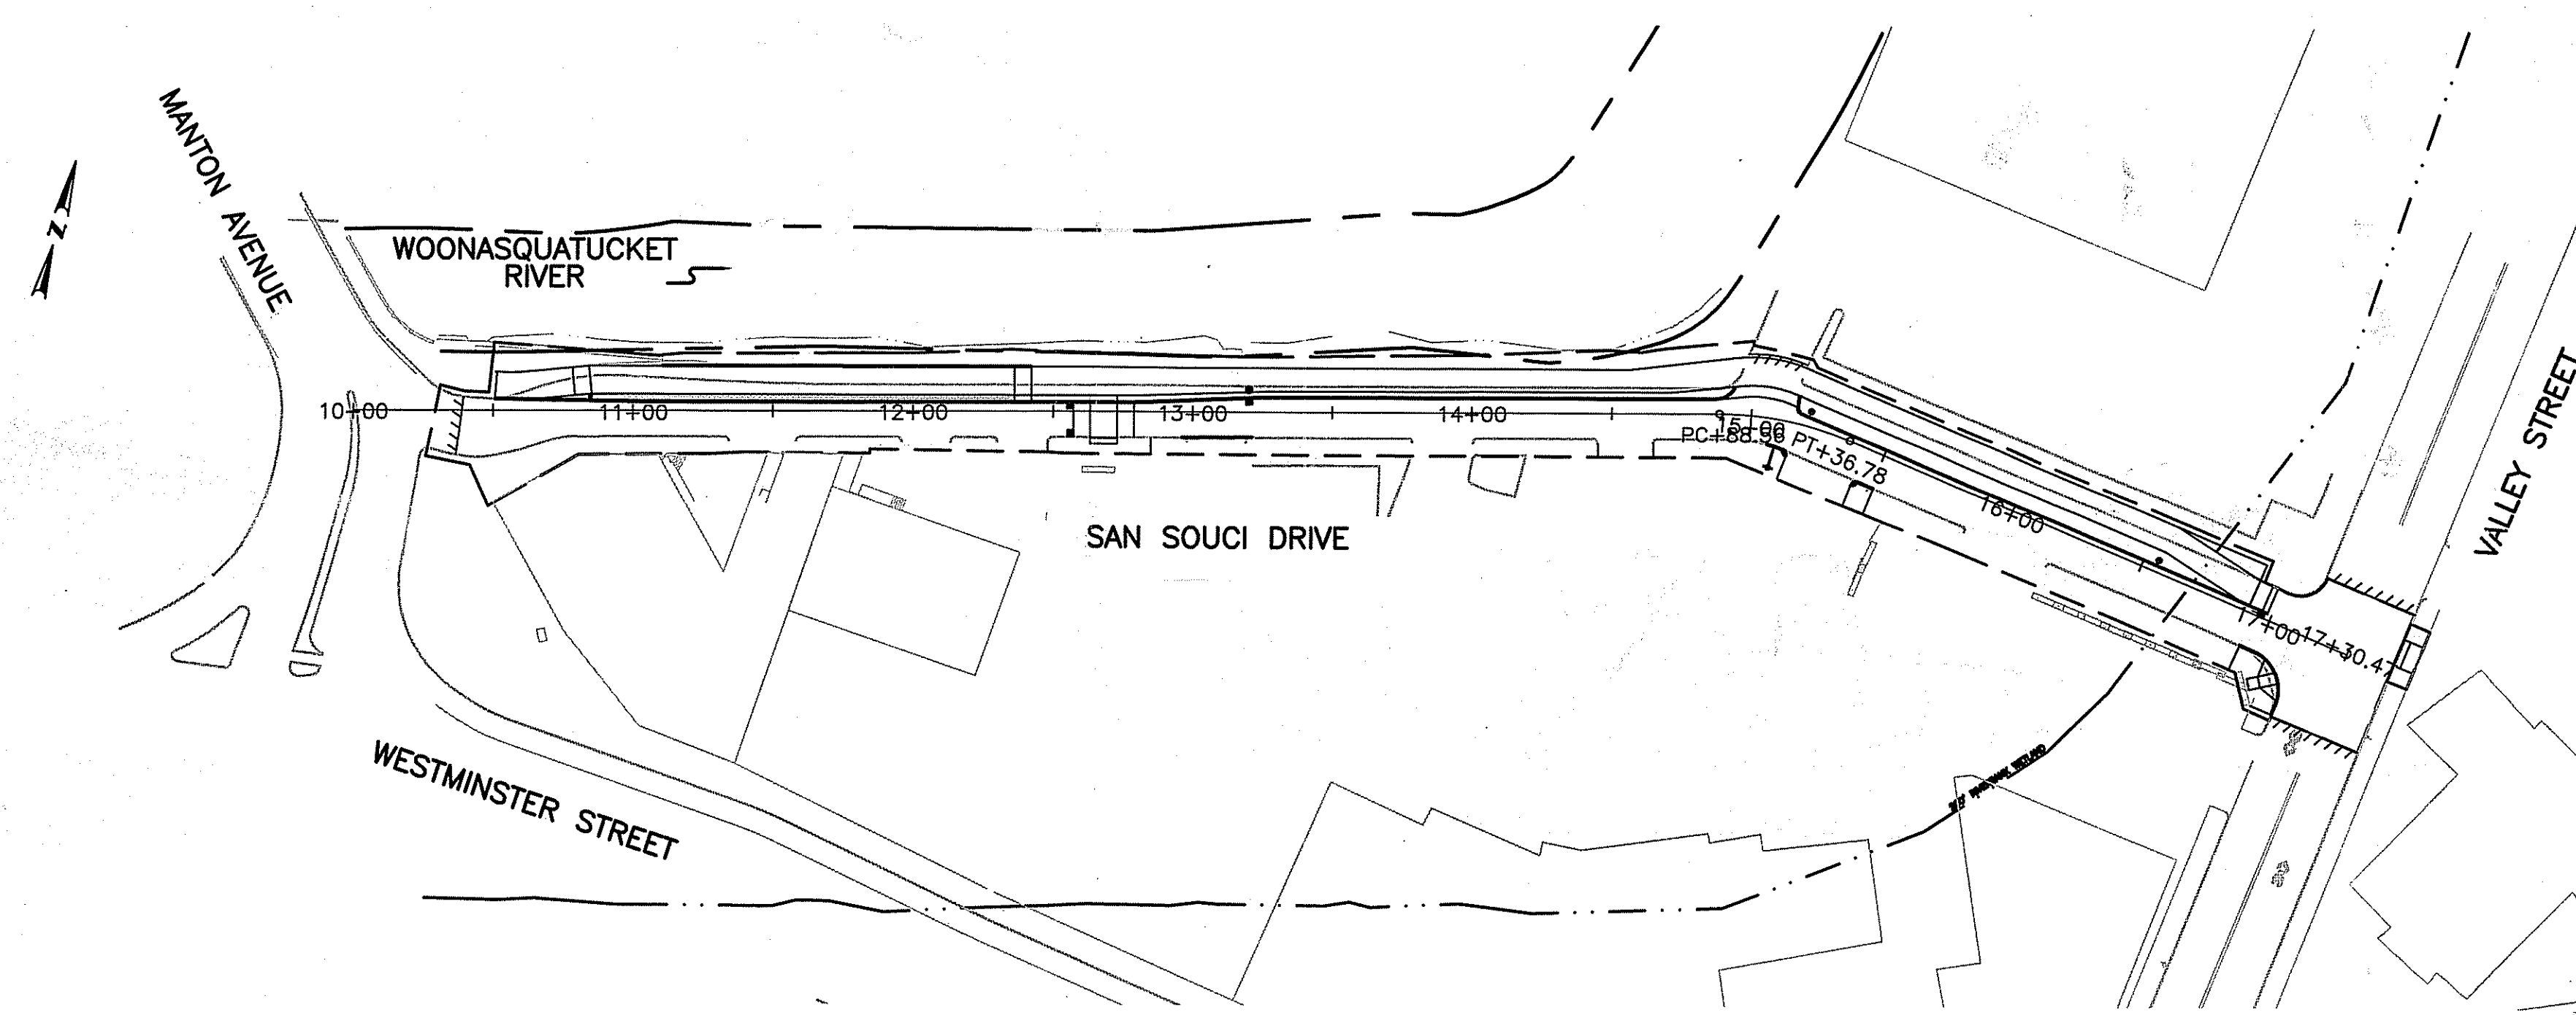 MANTON AVENUE
N
WOONASQUATUCKET
RIVER
10+00
11+00
12+00
13+00
14+00
15+00
PC+88.56
PT+36.78
16+00
17+00
17+30.47
SAN SOUCI DRIVE
VALLEY STREET
WESTMINSTER STREET
WETLAND